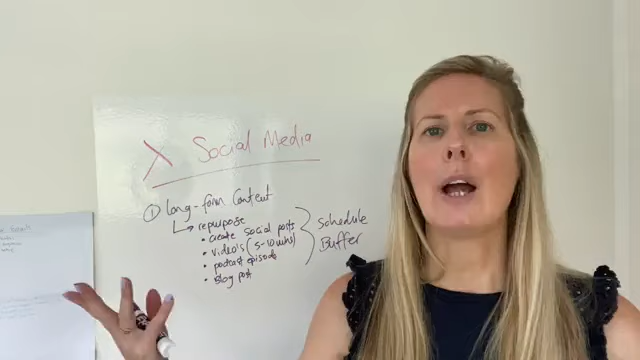 Social Media
① Long-form Content
repurpose
• create social posts
• video's (5-10 mins)
• podcast episode
• Blog post
Schedule
Buffer